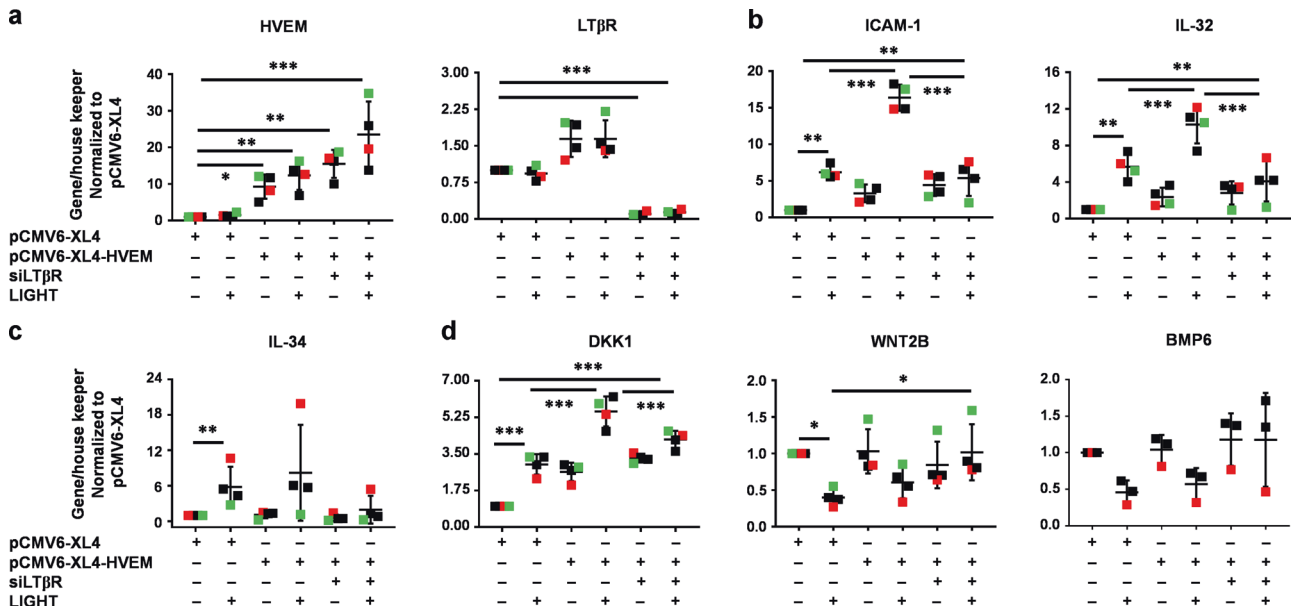 a
HVEM
LTβR
b
ICAM-1
IL-32
Gene/house keeper
Normalized to
pCMV6-XL4
40
30
20
10
0
*
**
**
***
3.00
2.25
1.50
0.75
0.00
***
20
15
10
5
0
**
***
***
**
16
12
8
4
0
**
***
***
**
pCMV6-XL4 + + – – – – + + – – – – + + – – – – + + – – – –
pCMV6-XL4-HVEM – – + + + + – – + + + + – – + + + + – – + + + +
siLTβR – – – – + + – – – – + + – – – – + + – – – – + +
LIGHT – + – + – + – + – + – + – + – + – + – + – + – +
c
IL-34
d
DKK1
WNT2B
BMP6
Gene/house keeper
Normalized to
pCMV6-XL4
24
18
12
6
0
**
7.00
5.25
3.50
1.75
0.00
***
***
***
***
2.0
1.5
1.0
0.5
0.0
*
*
2.0
1.5
1.0
0.5
0.0
pCMV6-XL4 + + – – – – + + – – – – + + – – – – + + – – – –
pCMV6-XL4-HVEM – – + + + + – – + + + + – – + + + + – – + + + +
siLTβR – – – – + + – – – – + + – – – – + + – – – – + +
LIGHT – + – + – + – + – + – + – + – + – + – + – + – +